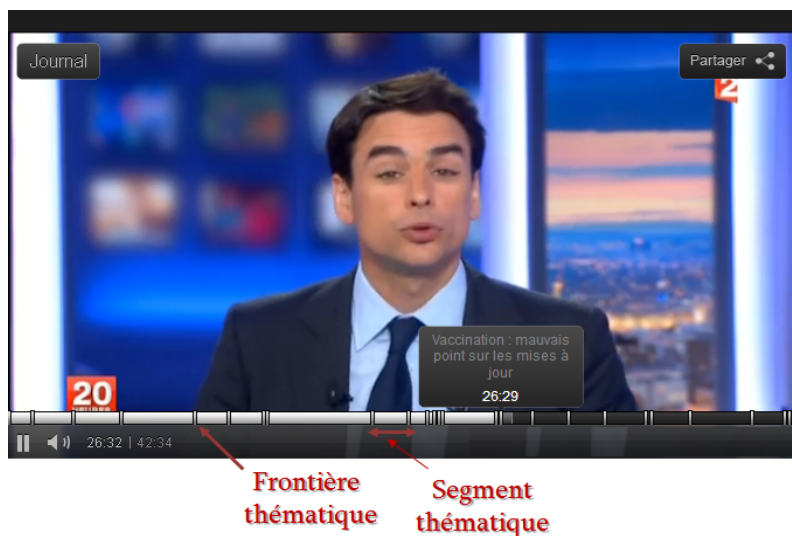 Journal
Partager
2
Vaccination : mauvais
point sur les mises à
jour
26:29
20
HEURES
26:32 | 42:34
Frontière
thématique
Segment
thématique